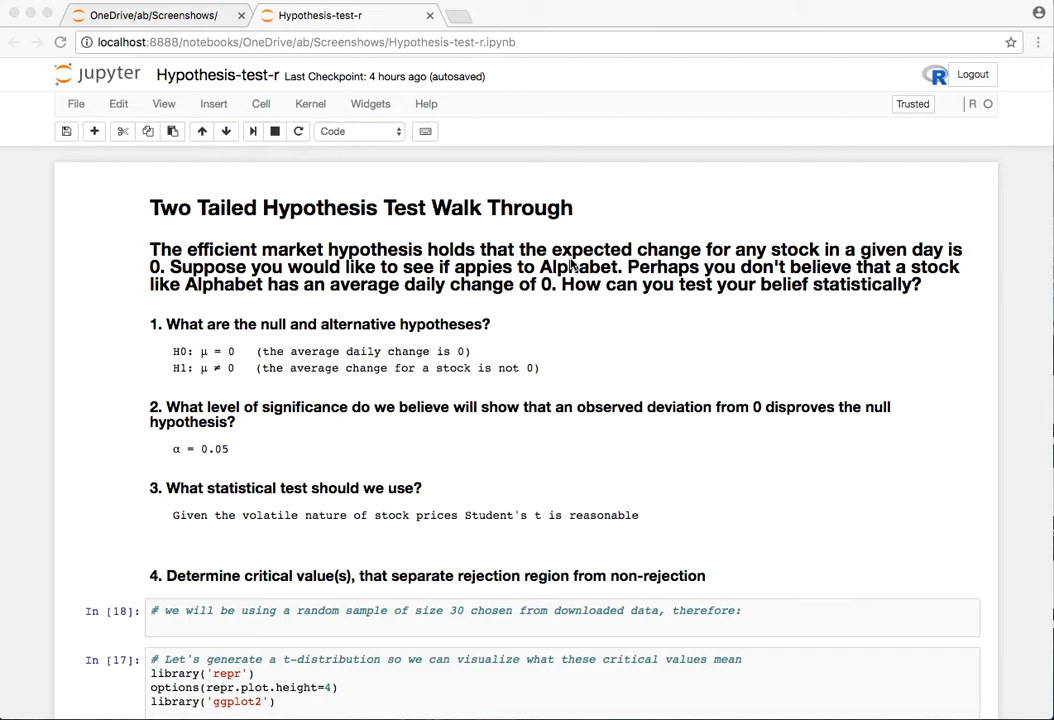 OneDrive/ab/Screenshows/
Hypothesis-test-r
localhost:8888/notebooks/OneDrive/ab/Screenshows/Hypothesis-test-r.ipynb
jupyter Hypothesis-test-r Last Checkpoint: 4 hours ago (autosaved)
R Logout
File Edit View Insert Cell Kernel Widgets Help
Trusted R
Code
Two Tailed Hypothesis Test Walk Through
The efficient market hypothesis holds that the expected change for any stock in a given day is
0. Suppose you would like to see if appies to Alphabet. Perhaps you don't believe that a stock
like Alphabet has an average daily change of 0. How can you test your belief statistically?
1. What are the null and alternative hypotheses?
H0: μ = 0 (the average daily change is 0)
H1: μ ≠ 0 (the average change for a stock is not 0)
2. What level of significance do we believe will show that an observed deviation from 0 disproves the null
hypothesis?
α = 0.05
3. What statistical test should we use?
Given the volatile nature of stock prices Student's t is reasonable
4. Determine critical value(s), that separate rejection region from non-rejection
In [18]: # we will be using a random sample of size 30 chosen from downloaded data, therefore:
In [17]: # Let's generate a t-distribution so we can visualize what these critical values mean
library('repr')
options(repr.plot.height=4)
library('ggplot2')